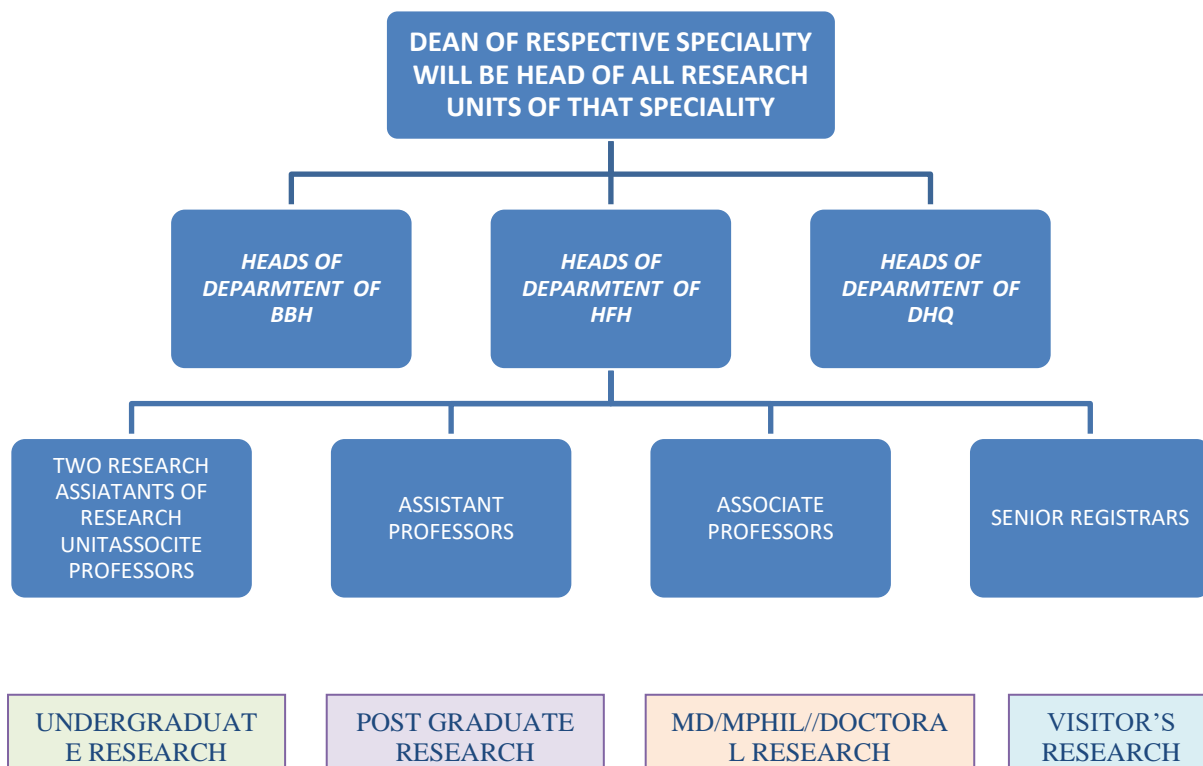 DEAN OF RESPECTIVE SPECIALITY
WILL BE HEAD OF ALL RESEARCH
UNITS OF THAT SPECIALITY
HEADS OF
DEPARMTENT OF
BBH
HEADS OF
DEPARMTENT OF
HFH
HEADS OF
DEPARMTENT OF
DHQ
TWO RESEARCH
ASSIATANTS OF
RESEARCH
UNITASSOCITE
PROFESSORS
ASSISTANT
PROFESSORS
ASSOCIATE
PROFESSORS
SENIOR REGISTRARS
UNDERGRADUAT
E RESEARCH
POST GRADUATE
RESEARCH
MD/MPHIL//DOCTORA
L RESEARCH
VISITOR’S
RESEARCH